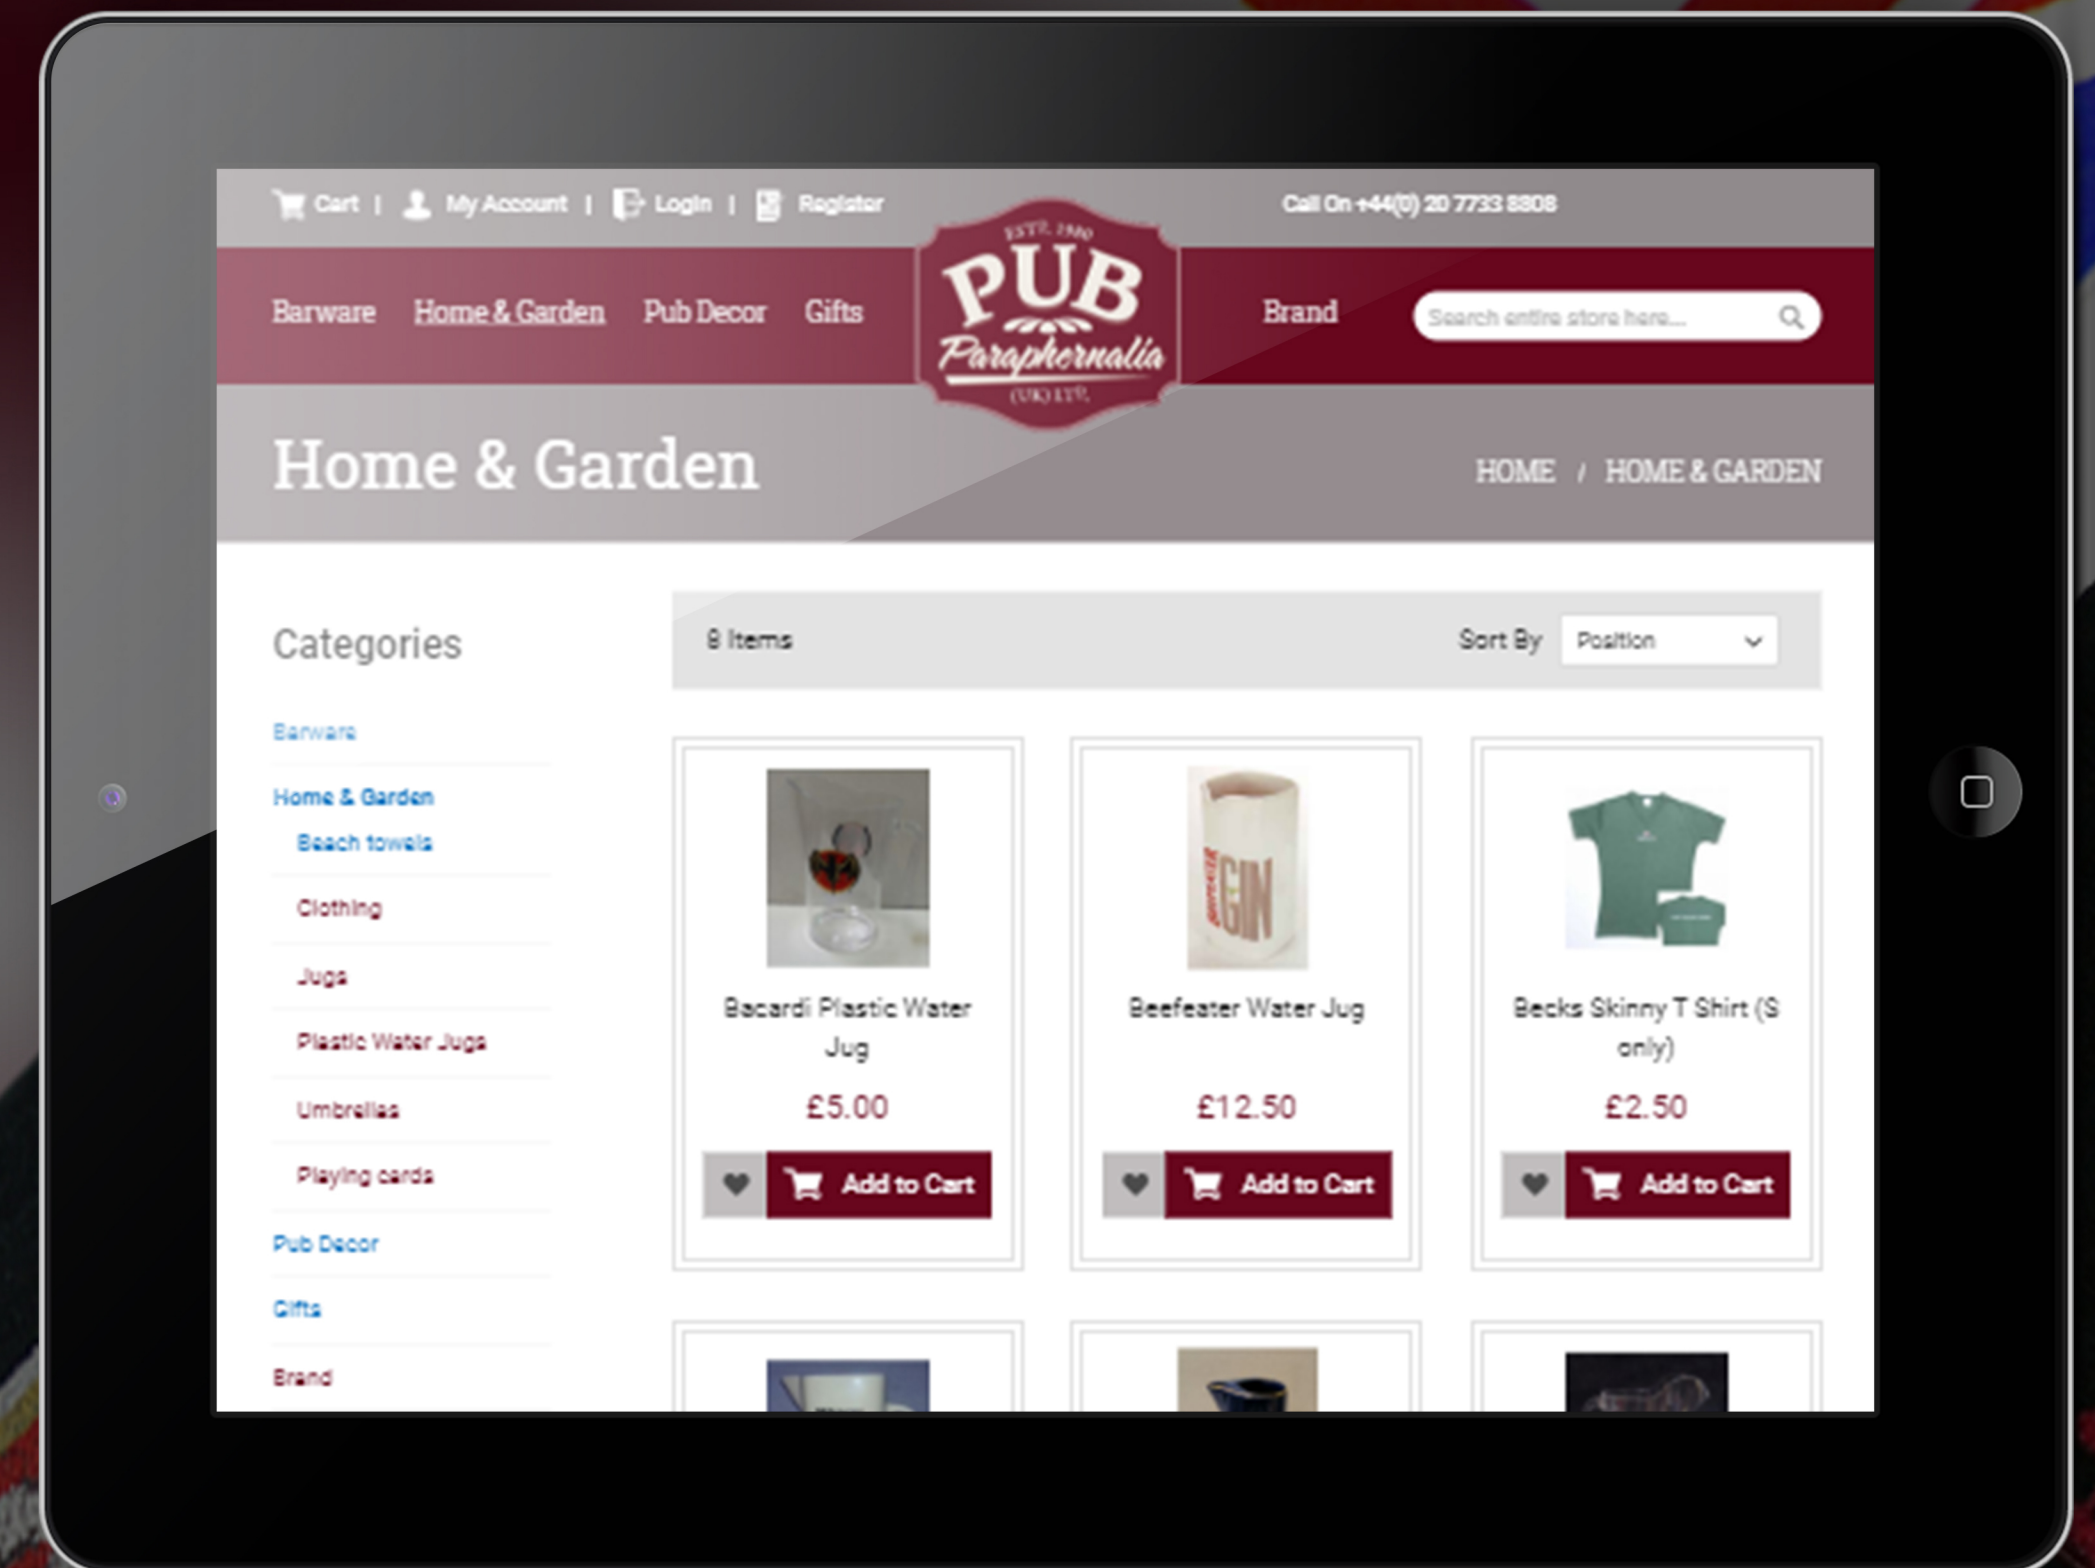 Cart | My Account | Login | Register
Call On +44(0) 20 7733 8808
ESTD. 1980
PUB
Paraphernalia
(UK) LTD.
Barware Home & Garden Pub Decor Gifts
Brand
Search entire store here...
Home & Garden
HOME / HOME & GARDEN
Categories
Barware
Home & Garden
Beach towels
Clothing
Jugs
Plastic Water Jugs
Umbrellas
Playing cards
Pub Decor
Gifts
Brand
8 Items
Sort By Position
BEEFEATER
GIN
Bacardi Plastic Water
Jug
£5.00
Add to Cart
Beefeater Water Jug
£12.50
Add to Cart
Becks Skinny T Shirt (S
only)
£2.50
Add to Cart